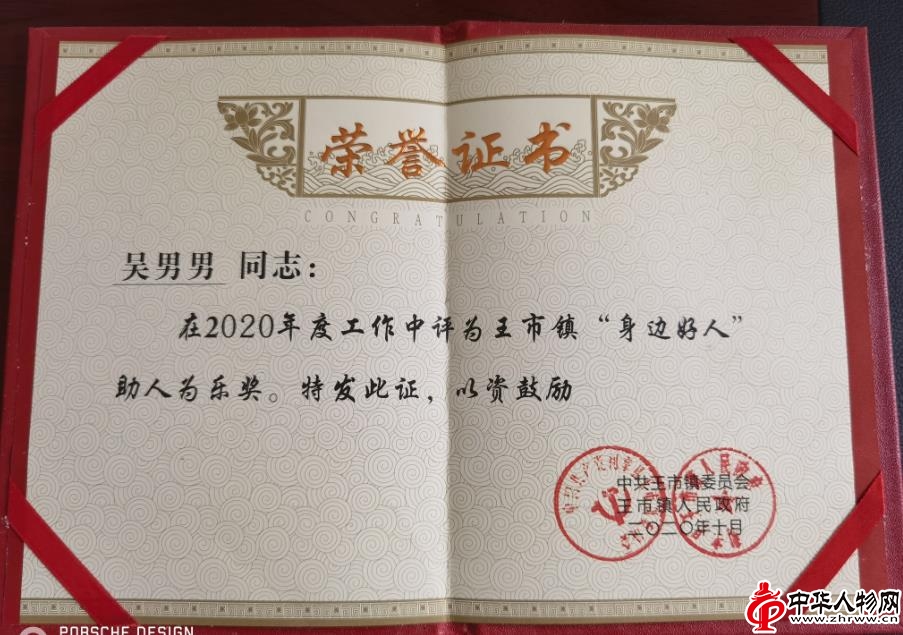 荣誉证书
CONGRATULATION
吴男男 同志：
在2020年度工作中评为王市镇“身边好人”
助人为乐奖。特发此证，以资鼓励
中共王市镇委员会
王市镇人民政府
二〇二〇年十月
PORSCHE DESIGN
中华人物网
www.zhrww.cn